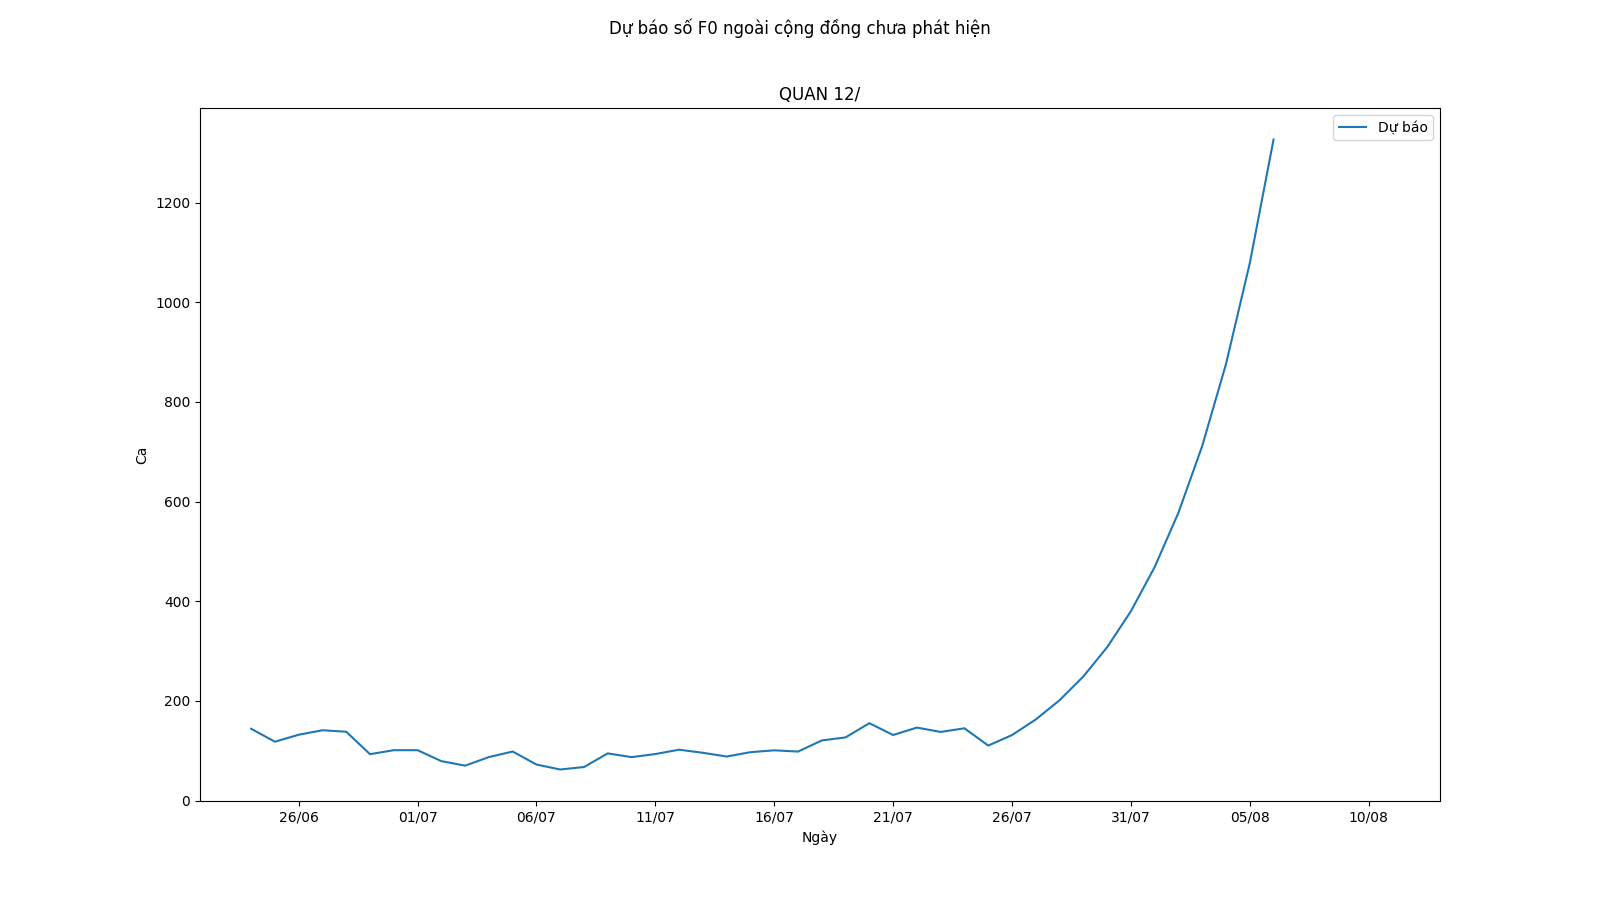 Dự báo số F0 ngoài cộng đồng chưa phát hiện
QUAN 12/
Dự báo
1200
1000
800
600
400
200
0
Ca
26/06 01/07 06/07 11/07 16/07 21/07 26/07 31/07 05/08 10/08
Ngày